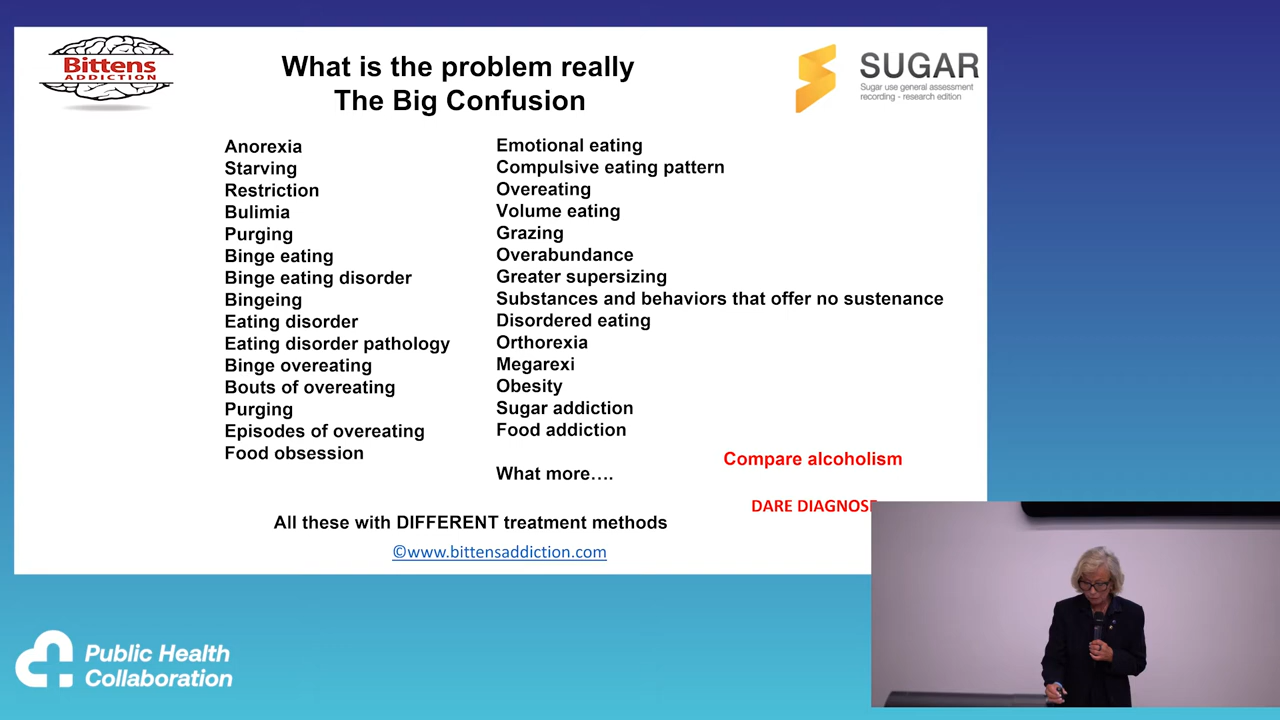 Bittens
ADDICTION
What is the problem really
The Big Confusion
SUGAR
Sugar use general assessment
recording - research edition
Anorexia
Starving
Restriction
Bulimia
Purging
Binge eating
Binge eating disorder
Bingeing
Eating disorder
Eating disorder pathology
Binge overeating
Bouts of overeating
Purging
Episodes of overeating
Food obsession
Emotional eating
Compulsive eating pattern
Overeating
Volume eating
Grazing
Overabundance
Greater supersizing
Substances and behaviors that offer no sustenance
Disordered eating
Orthorexia
Megarexi
Obesity
Sugar addiction
Food addiction
What more….
Compare alcoholism
DARE DIAGNOSE
All these with DIFFERENT treatment methods
©www.bittensaddiction.com
Public Health
Collaboration